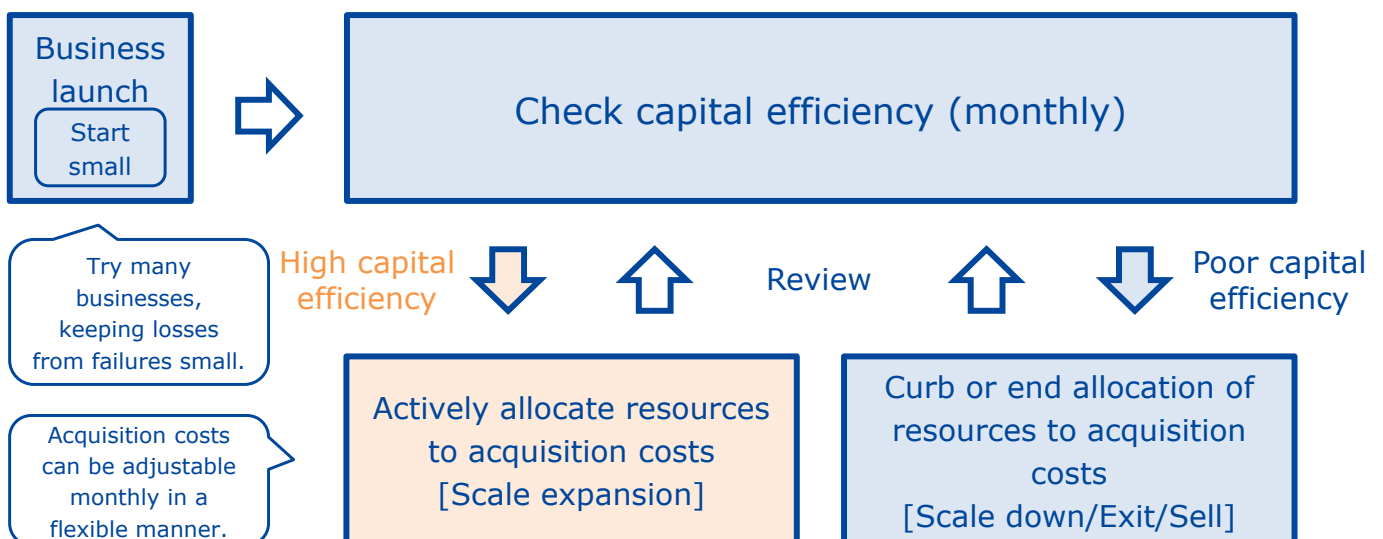 Business
launch
Start
small
Check capital efficiency (monthly)
Try many
businesses,
keeping losses
from failures small.
High capital
efficiency
Review
Poor capital
efficiency
Acquisition costs
can be adjustable
monthly in a
flexible manner.
Actively allocate resources
to acquisition costs
[Scale expansion]
Curb or end allocation of
resources to acquisition
costs
[Scale down/Exit/Sell]